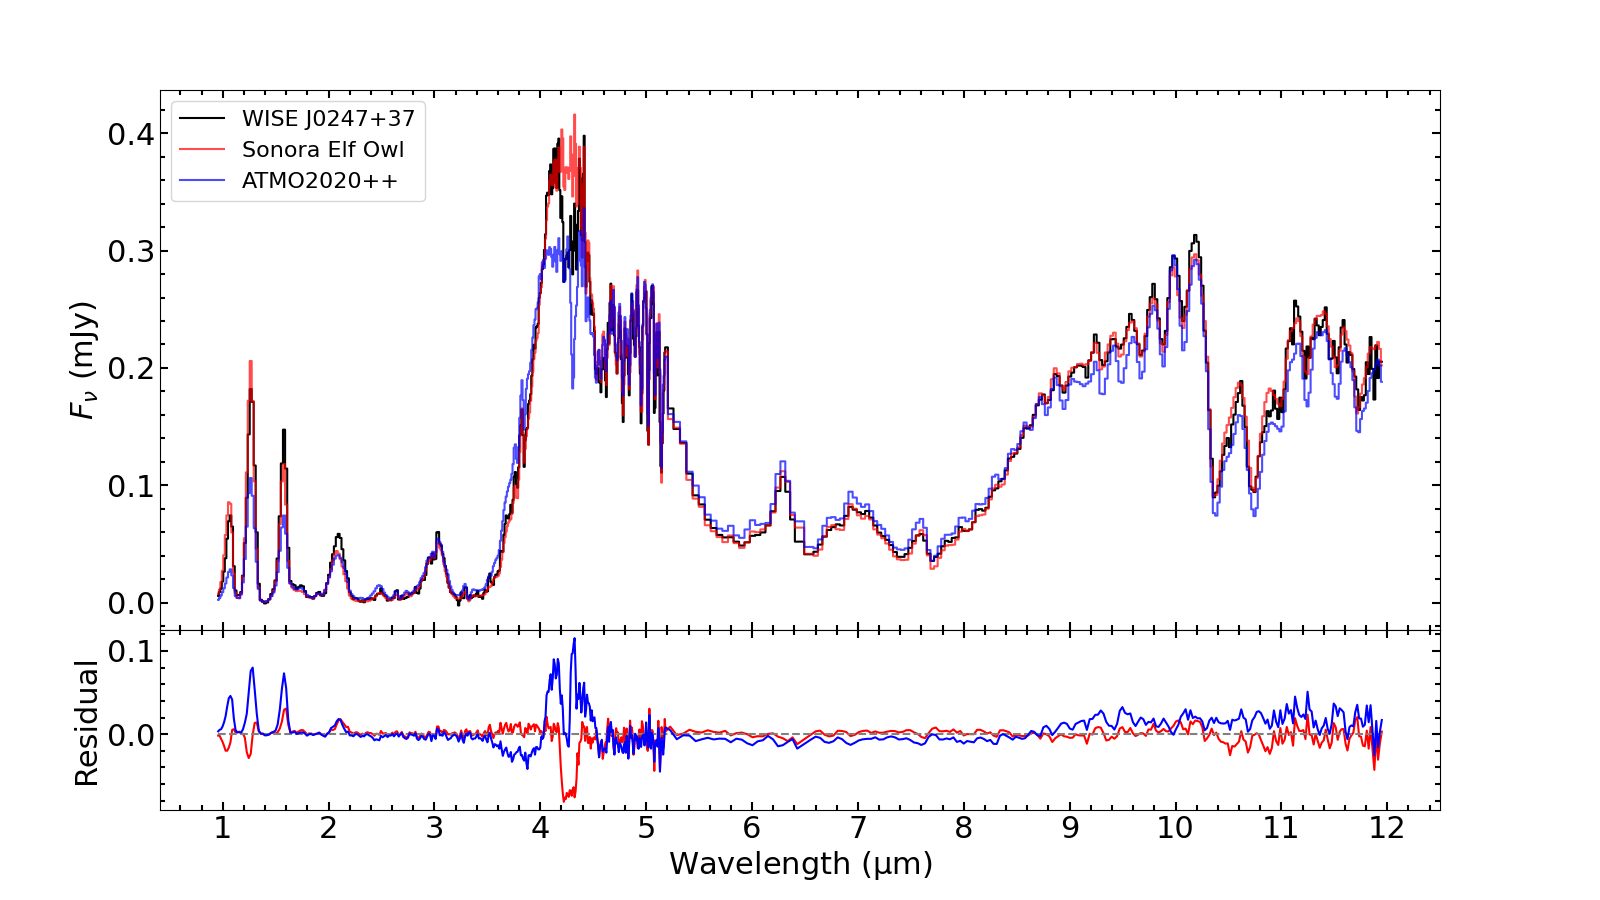 WISE J0247+37
Sonora Elf Owl
ATMO2020++
0.4
0.3
0.2
0.1
0.0
Fν (mJy)
0.1
0.0
Residual
1 2 3 4 5 6 7 8 9 10 11 12
Wavelength (μm)